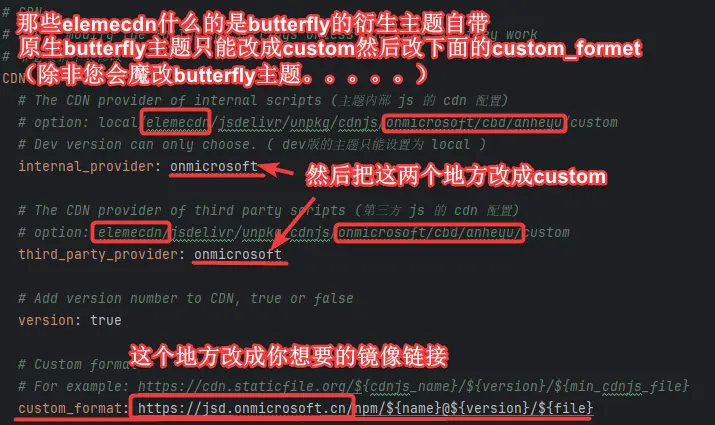 # CDN
那些elemecdn什么的是butterfly的衍生主题自带
原生butterfly主题只能改成custom然后改下面的custom_formet
y work
（除非您会魔改butterfly主题。。。。。）
CDN
# The CDN provider of internal scripts (主题内部 js 的 cdn 配置)
# option: local/elemecdn/jsdelivr/unpkg/cdnjs/onmicrosoft/cbd/anheyu/custom
# Dev version can only choose. ( dev版的主题只能设置为 local )
internal_provider: onmicrosoft
然后把这两个地方改成custom
# The CDN provider of third party scripts (第三方 js 的 cdn 配置)
# option: elemecdn/jsdelivr/unpkg/cdnjs/onmicrosoft/cbd/anheyu/custom
third_party_provider: onmicrosoft
# Add version number to CDN, true or false
version: true
这个地方改成你想要的镜像链接
# Custom format
# For example: https://cdn.staticfile.org/${cdnjs_name}/${version}/${min_cdnjs_file}
custom_format: https://jsd.onmicrosoft.cn/npm/${name}@${version}/${file}